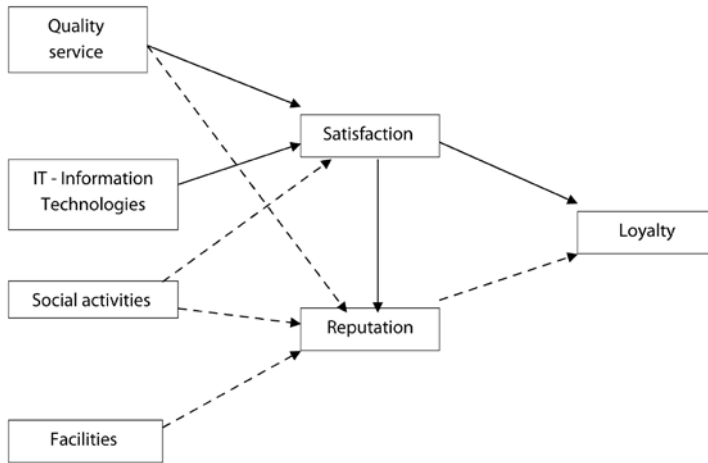 Quality
service
Satisfaction
IT - Information
Technologies
Loyalty
Social activities
Reputation
Facilities